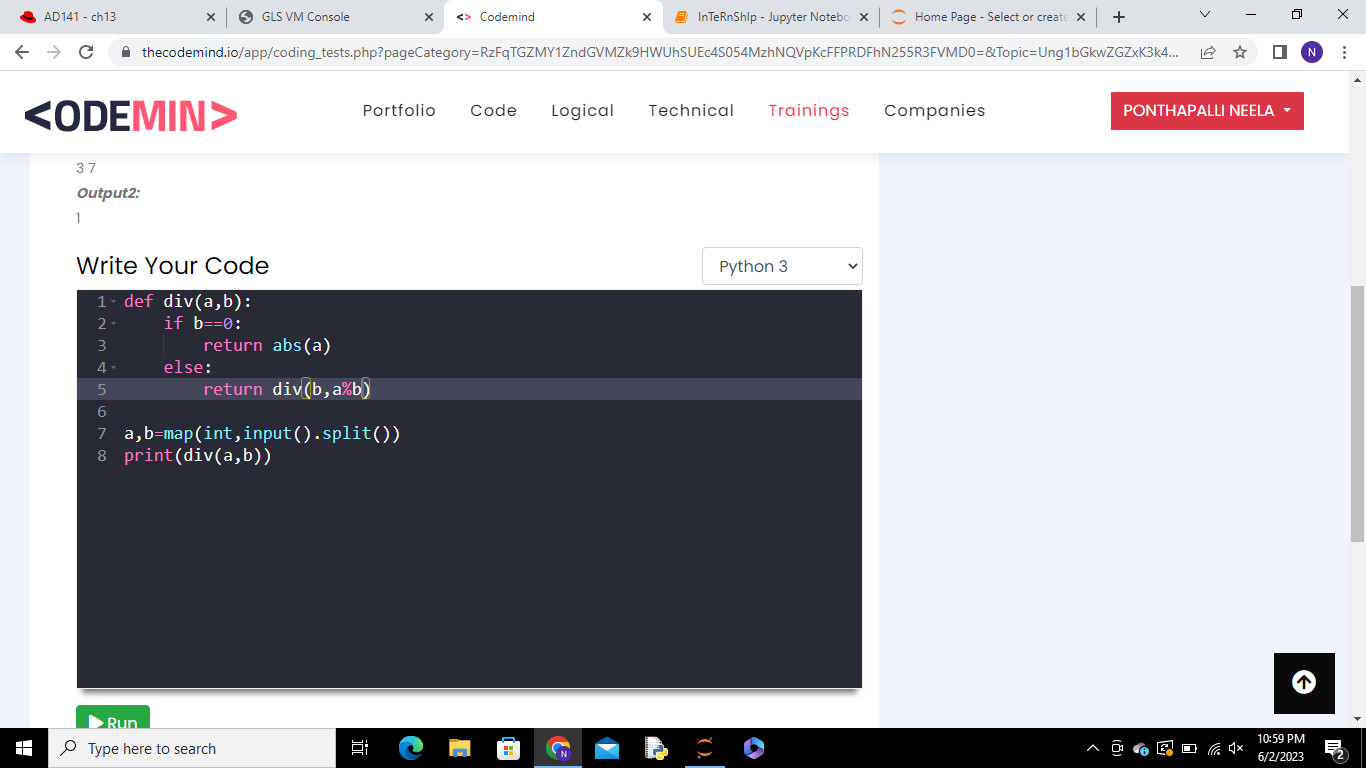 AD141 - ch13
GLS VM Console
Codemind
InTeRnShIp - Jupyter Notebo
Home Page - Select or create
thecodemind.io/app/coding_tests.php?pageCategory=RzFqTGZMY1ZndGVMZk9HWUhSUEc4S054MzhNQVpKcFFPRDFhN255R3FVMD0=&Topic=Ung1bGkwZGZxK3k4...
N
<ODEMIN>
Portfolio
Code
Logical
Technical
Trainings
Companies
PONTHAPALLI NEELA
3 7
Output2:
1
Write Your Code
Python 3
1 def div(a,b):
2 if b==0:
3 return abs(a)
4 else:
5 return div(b,a%b)
6
7 a,b=map(int,input().split())
8 print(div(a,b))
Run
Type here to search
N
10:59 PM
6/2/2023
2